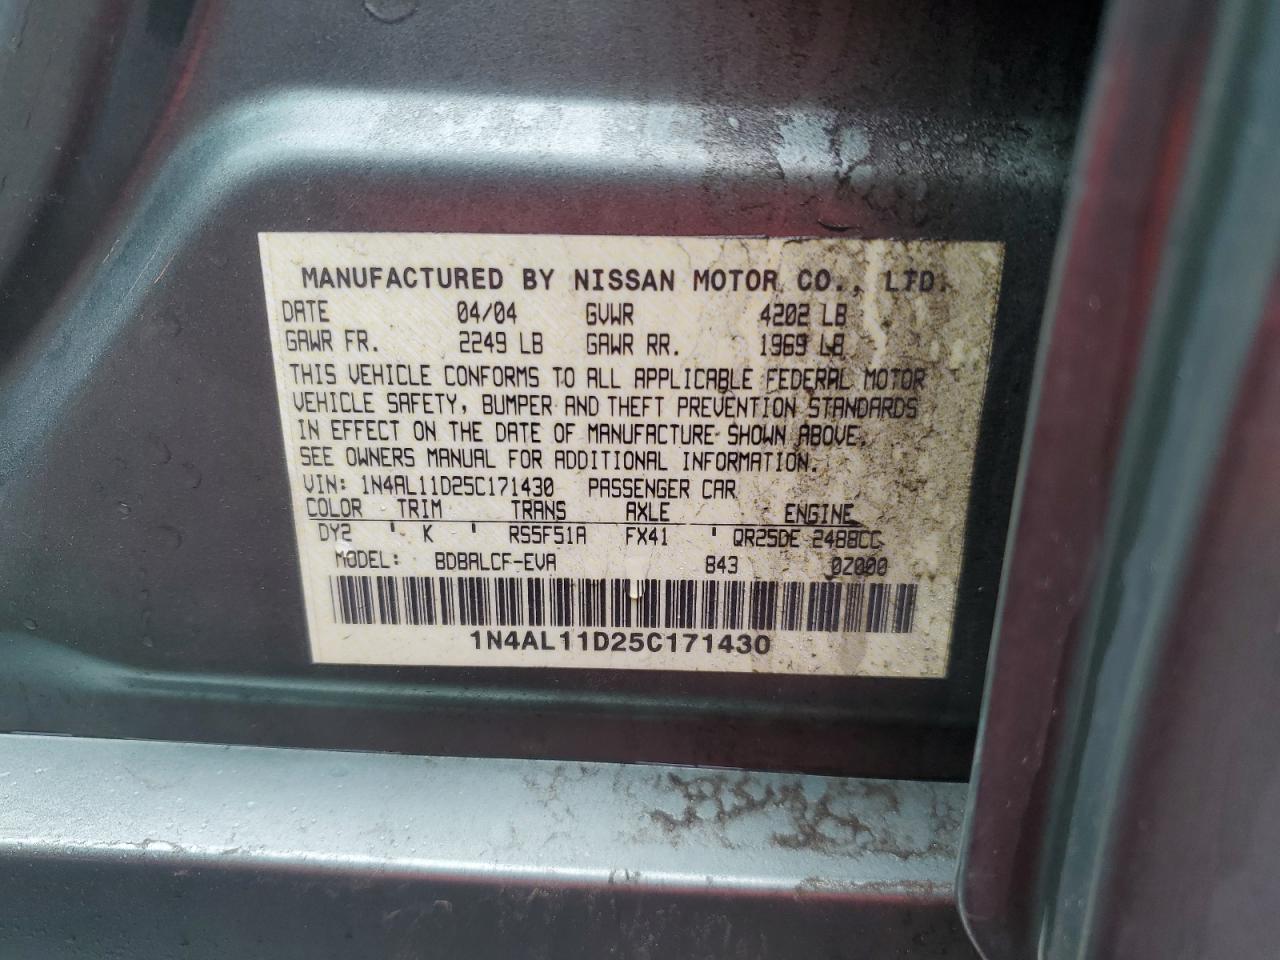 MANUFACTURED BY NISSAN MOTOR CO., LTD.
DATE 04/04 GVWR 4202 LB
GAWR FR. 2249 LB GAWR RR. 1969 LB
THIS VEHICLE CONFORMS TO ALL APPLICABLE FEDERAL MOTOR
VEHICLE SAFETY, BUMPER AND THEFT PREVENTION STANDARDS
IN EFFECT ON THE DATE OF MANUFACTURE SHOWN ABOVE.
SEE OWNERS MANUAL FOR ADDITIONAL INFORMATION.
VIN: 1N4AL11D25C171430 PASSENGER CAR
COLOR TRIM TRANS AXLE ENGINE
DY2 ' K ' RS5F51A FX41 ' QR25DE 2488CC
MODEL: BDBALCF-EVA 843 0Z000
1N4AL11D25C171430